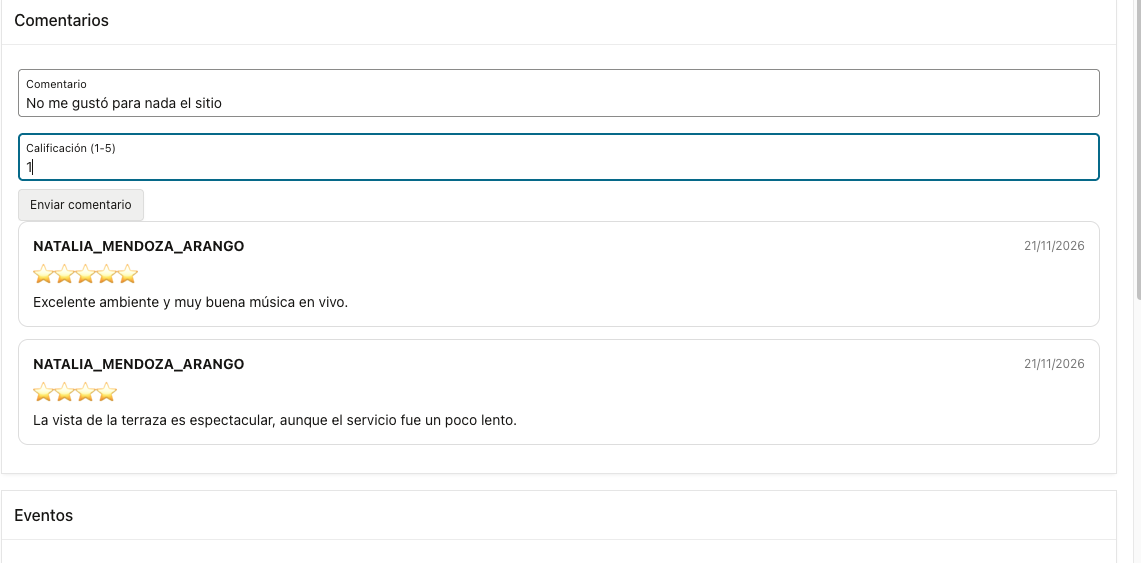 Comentarios
Comentario
No me gustó para nada el sitio
Calificación (1-5)
1
Enviar comentario
NATALIA_MENDOZA_ARANGO 21/11/2026
Excelente ambiente y muy buena música en vivo.
NATALIA_MENDOZA_ARANGO 21/11/2026
La vista de la terraza es espectacular, aunque el servicio fue un poco lento.
Eventos